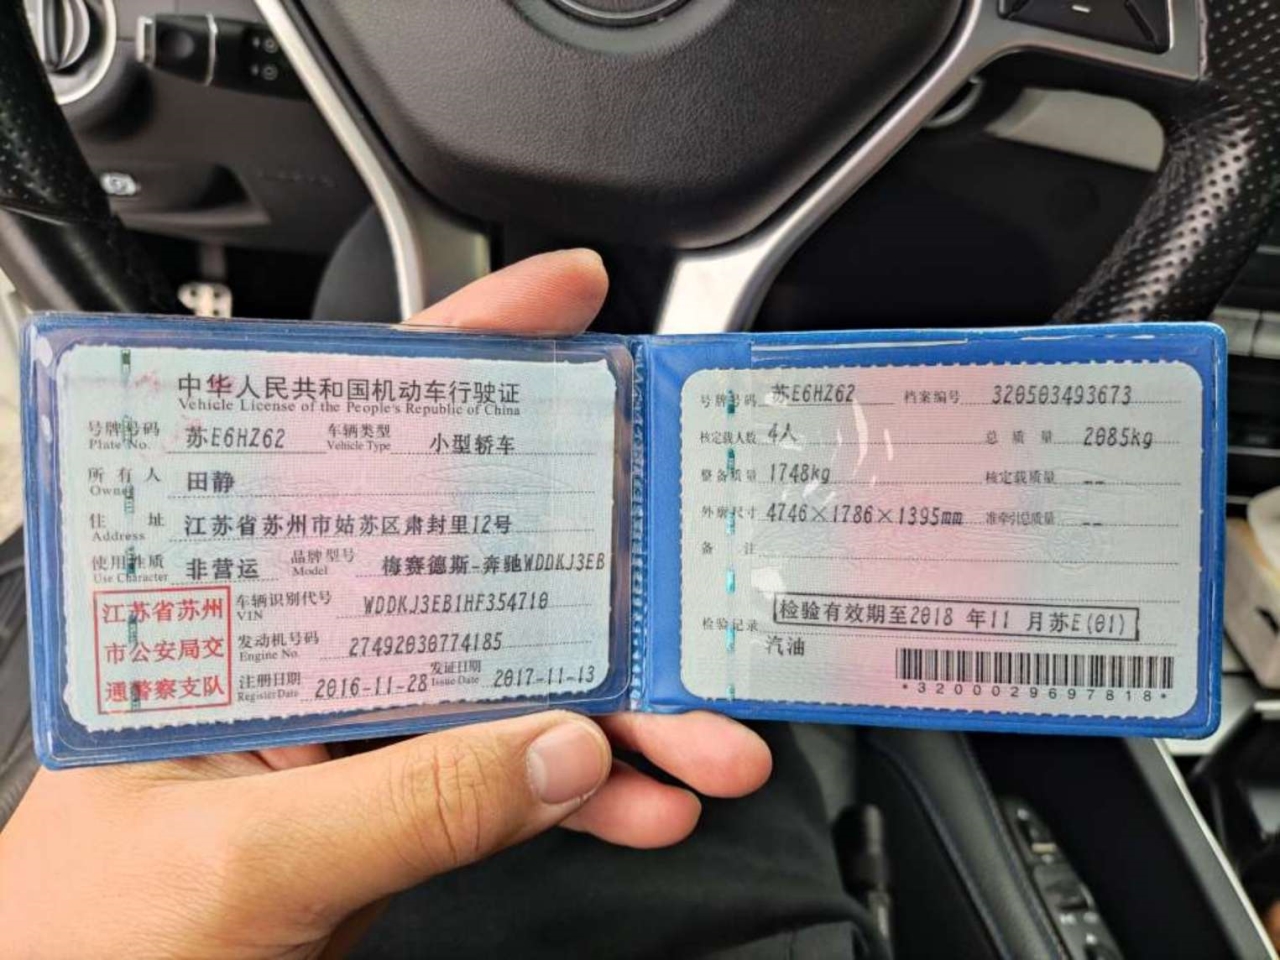 中华人民共和国机动车行驶证
Vehicle License of the People's Republic of China
号牌号码 Plate No. 苏E6HZ62 车辆类型 Vehicle Type 小型轿车
所有人 Owner 田静
住址 Address 江苏省苏州市姑苏区肃封里12号
使用性质 Use Character 非营运 品牌型号 Model 梅赛德斯-奔驰WDDKJ3EB
江苏省苏州
市公安局交
通警察支队
车辆识别代号 VIN WDDKJ3EB1HF354710
发动机号码 Engine No. 27492030774185
注册日期 Register Date 2016-11-28 发证日期 Issue Date 2017-11-13
号牌号码 苏E6HZ62 档案编号 320503493673
核定载人数 4人 总质量 2085kg
整备质量 1748kg 核定载质量 --
外廓尺寸 4746×1786×1395mm 准牵引总质量 --
备注
检验记录 检验有效期至2018 年11 月苏E(01)
汽油
*3200029697818*